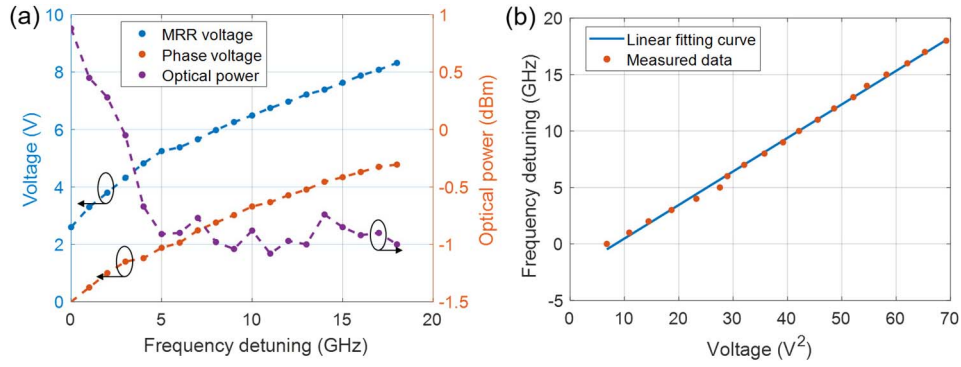 (a)
MRR voltage
Phase voltage
Optical power
Voltage (V)
10
8
6
4
2
0
Optical power (dBm)
1
0.5
0
-0.5
-1
-1.5
0
5
10
15
20
Frequency detuning (GHz)
(b)
Linear fitting curve
Measured data
Frequency detuning (GHz)
20
15
10
5
0
-5
0
10
20
30
40
50
60
70
Voltage (V²)